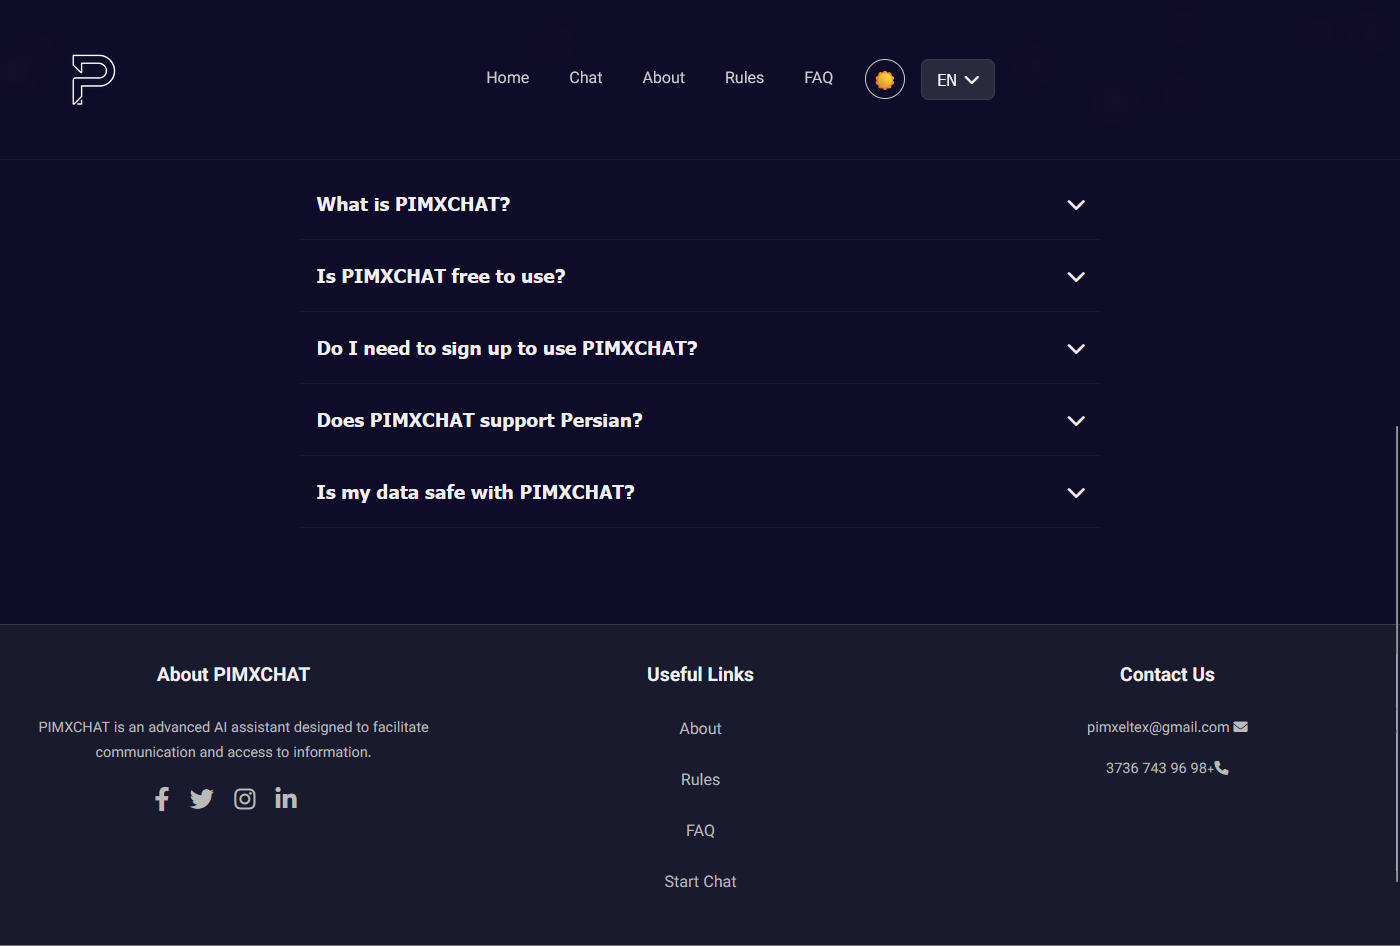 Home Chat About Rules FAQ EN
What is PIMXCHAT?
Is PIMXCHAT free to use?
Do I need to sign up to use PIMXCHAT?
Does PIMXCHAT support Persian?
Is my data safe with PIMXCHAT?
About PIMXCHAT
PIMXCHAT is an advanced AI assistant designed to facilitate
communication and access to information.
Useful Links
About
Rules
FAQ
Start Chat
Contact Us
pimxeltex@gmail.com
3736 743 96 98+